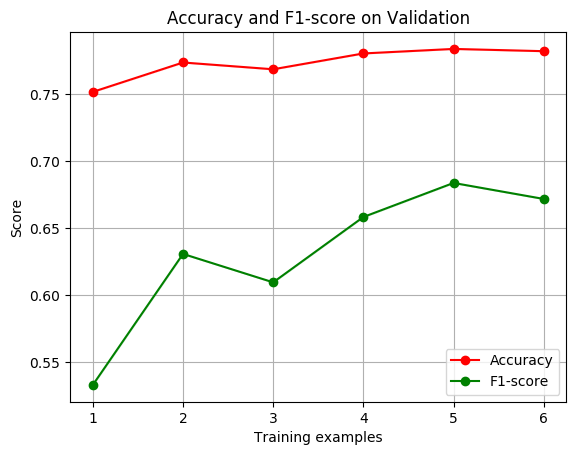 Accuracy and F1-score on Validation
Score
0.75
0.70
0.65
0.60
0.55
Accuracy
F1-score
1 2 3 4 5 6
Training examples